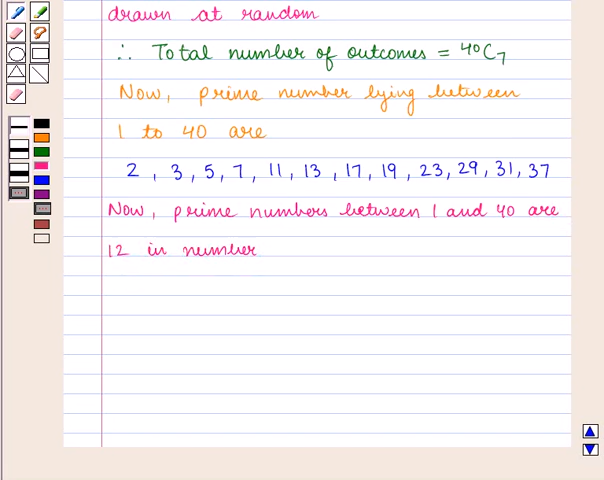 drawn at random
∴ Total number of outcomes = ⁴⁰C₇
Now, prime number lying between
1 to 40 are
2, 3, 5, 7, 11, 13, 17, 19, 23, 29, 31, 37
Now, prime numbers between 1 and 40 are
12 in number